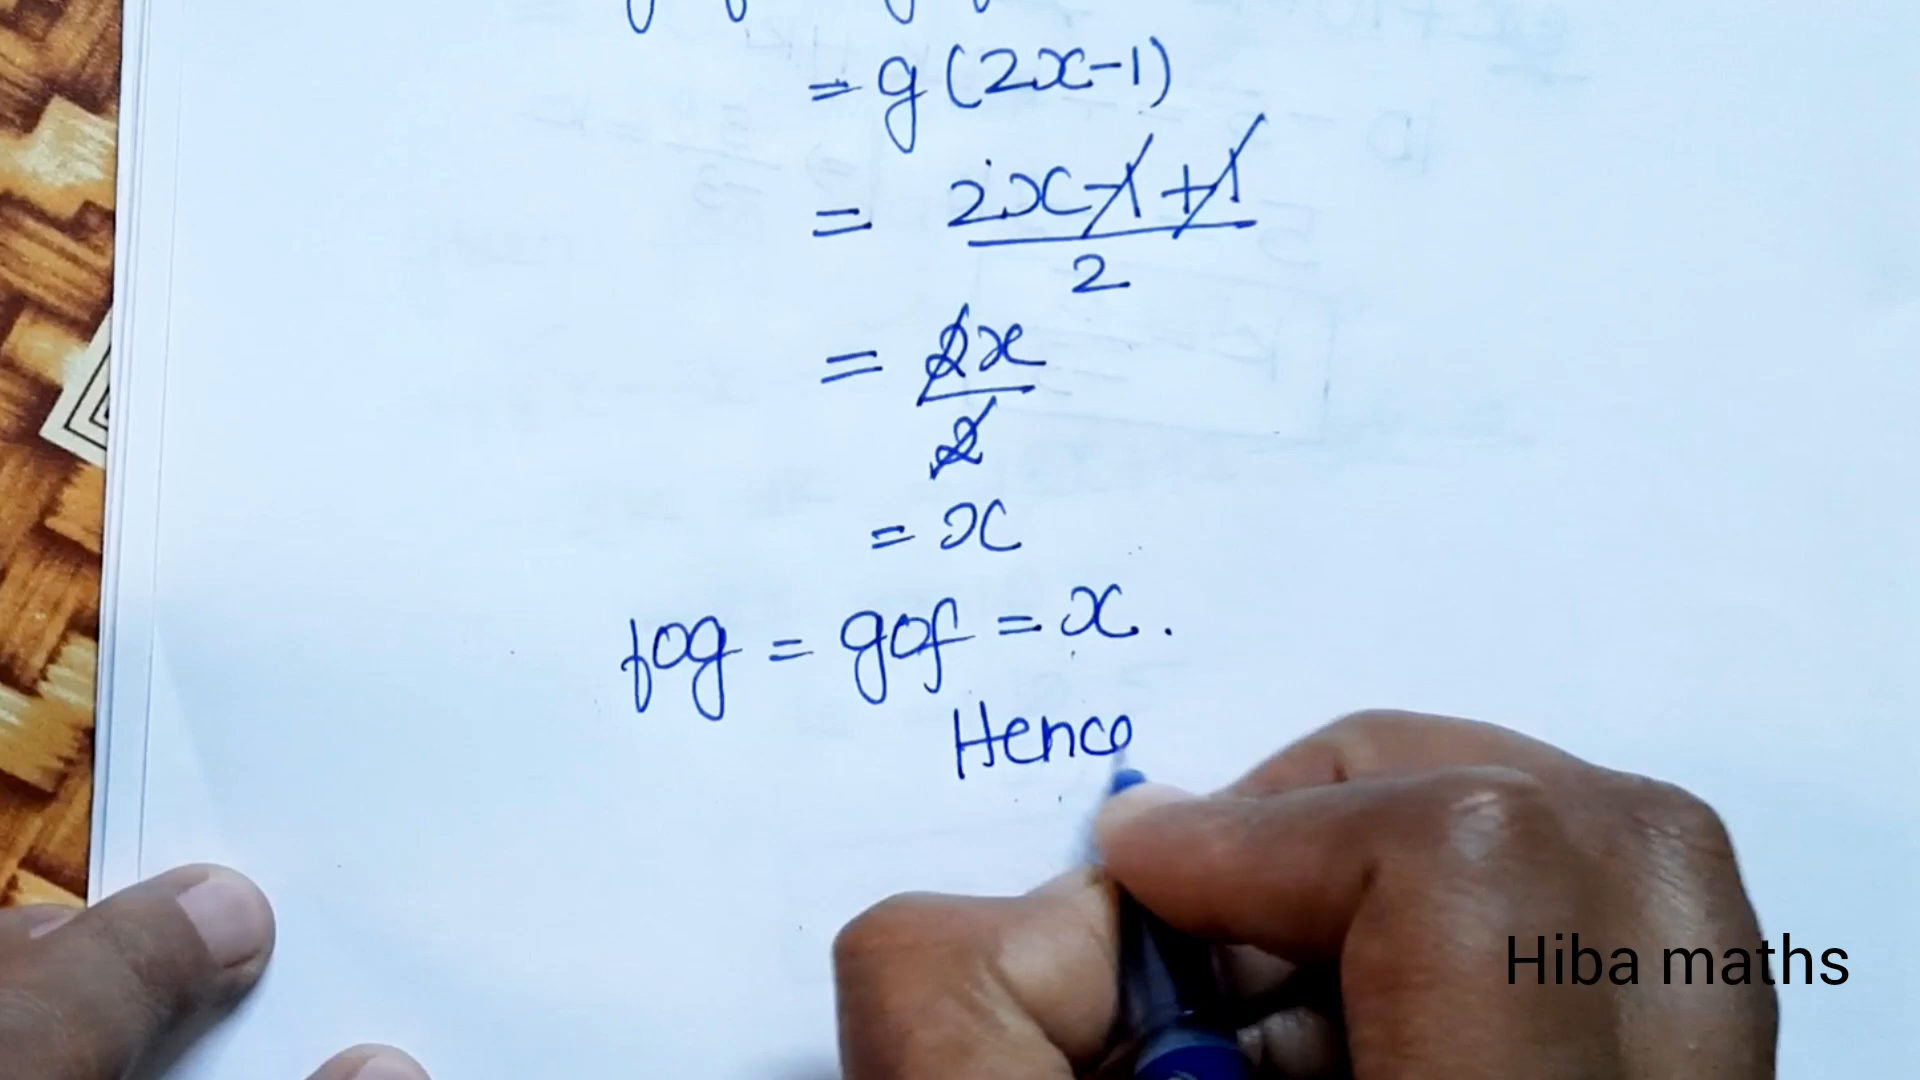 = g(2x-1)
= 2x-1+1
2
= 2x
2
= x
fog = gof = x.
Hence
Hiba maths